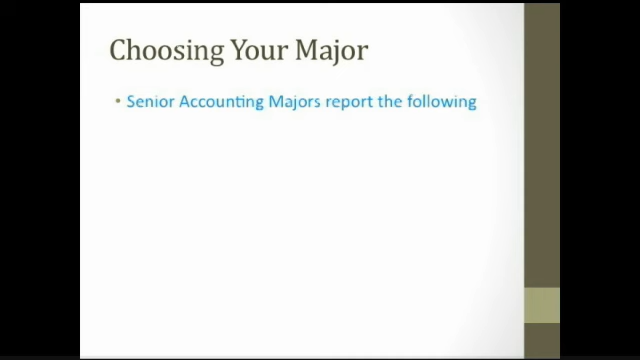 Choosing Your Major
• Senior Accounting Majors report the following